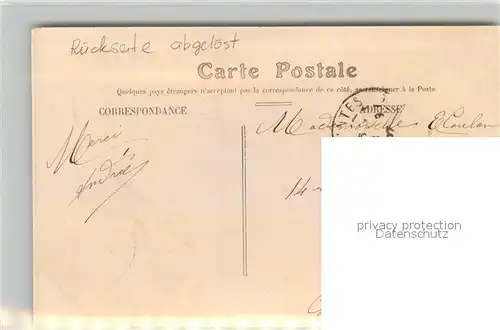 Rückseite abgelöst
Carte Postale
Quelques pays étrangers n'acceptant pas la correspondance de ce côté, se renseigner à la Poste
CORRESPONDANCE
ADRESSE
Mademoiselle
Merci
14
privacy protection
Datenschutz